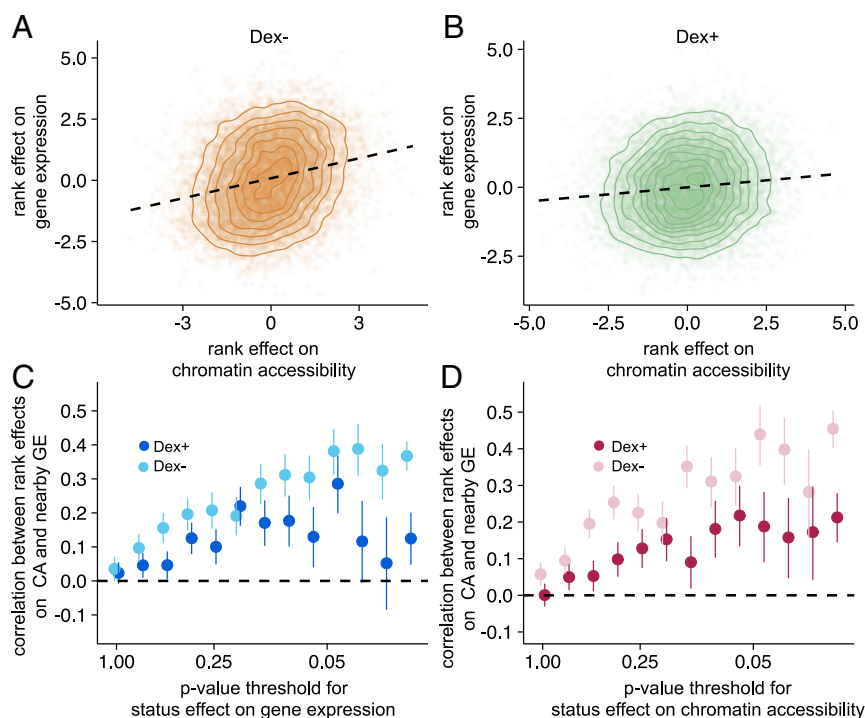 A
Dex-
rank effect on
gene expression
5.0
2.5
0.0
-2.5
-5.0
-3
0
3
rank effect on
chromatin accessibility
B
Dex+
rank effect on
gene expression
5.0
2.5
0.0
-2.5
-5.0
-2.5
0.0
2.5
5.0
rank effect on
chromatin accessibility
C
correlation between rank effects
on CA and nearby GE
0.5
0.4
0.3
0.2
0.1
0.0
-0.1
Dex+
Dex-
1.00
0.25
0.05
p-value threshold for
status effect on gene expression
D
correlation between rank effects
on CA and nearby GE
0.5
0.4
0.3
0.2
0.1
0.0
-0.1
Dex+
Dex-
1.00
0.25
0.05
p-value threshold for
status effect on chromatin accessibility